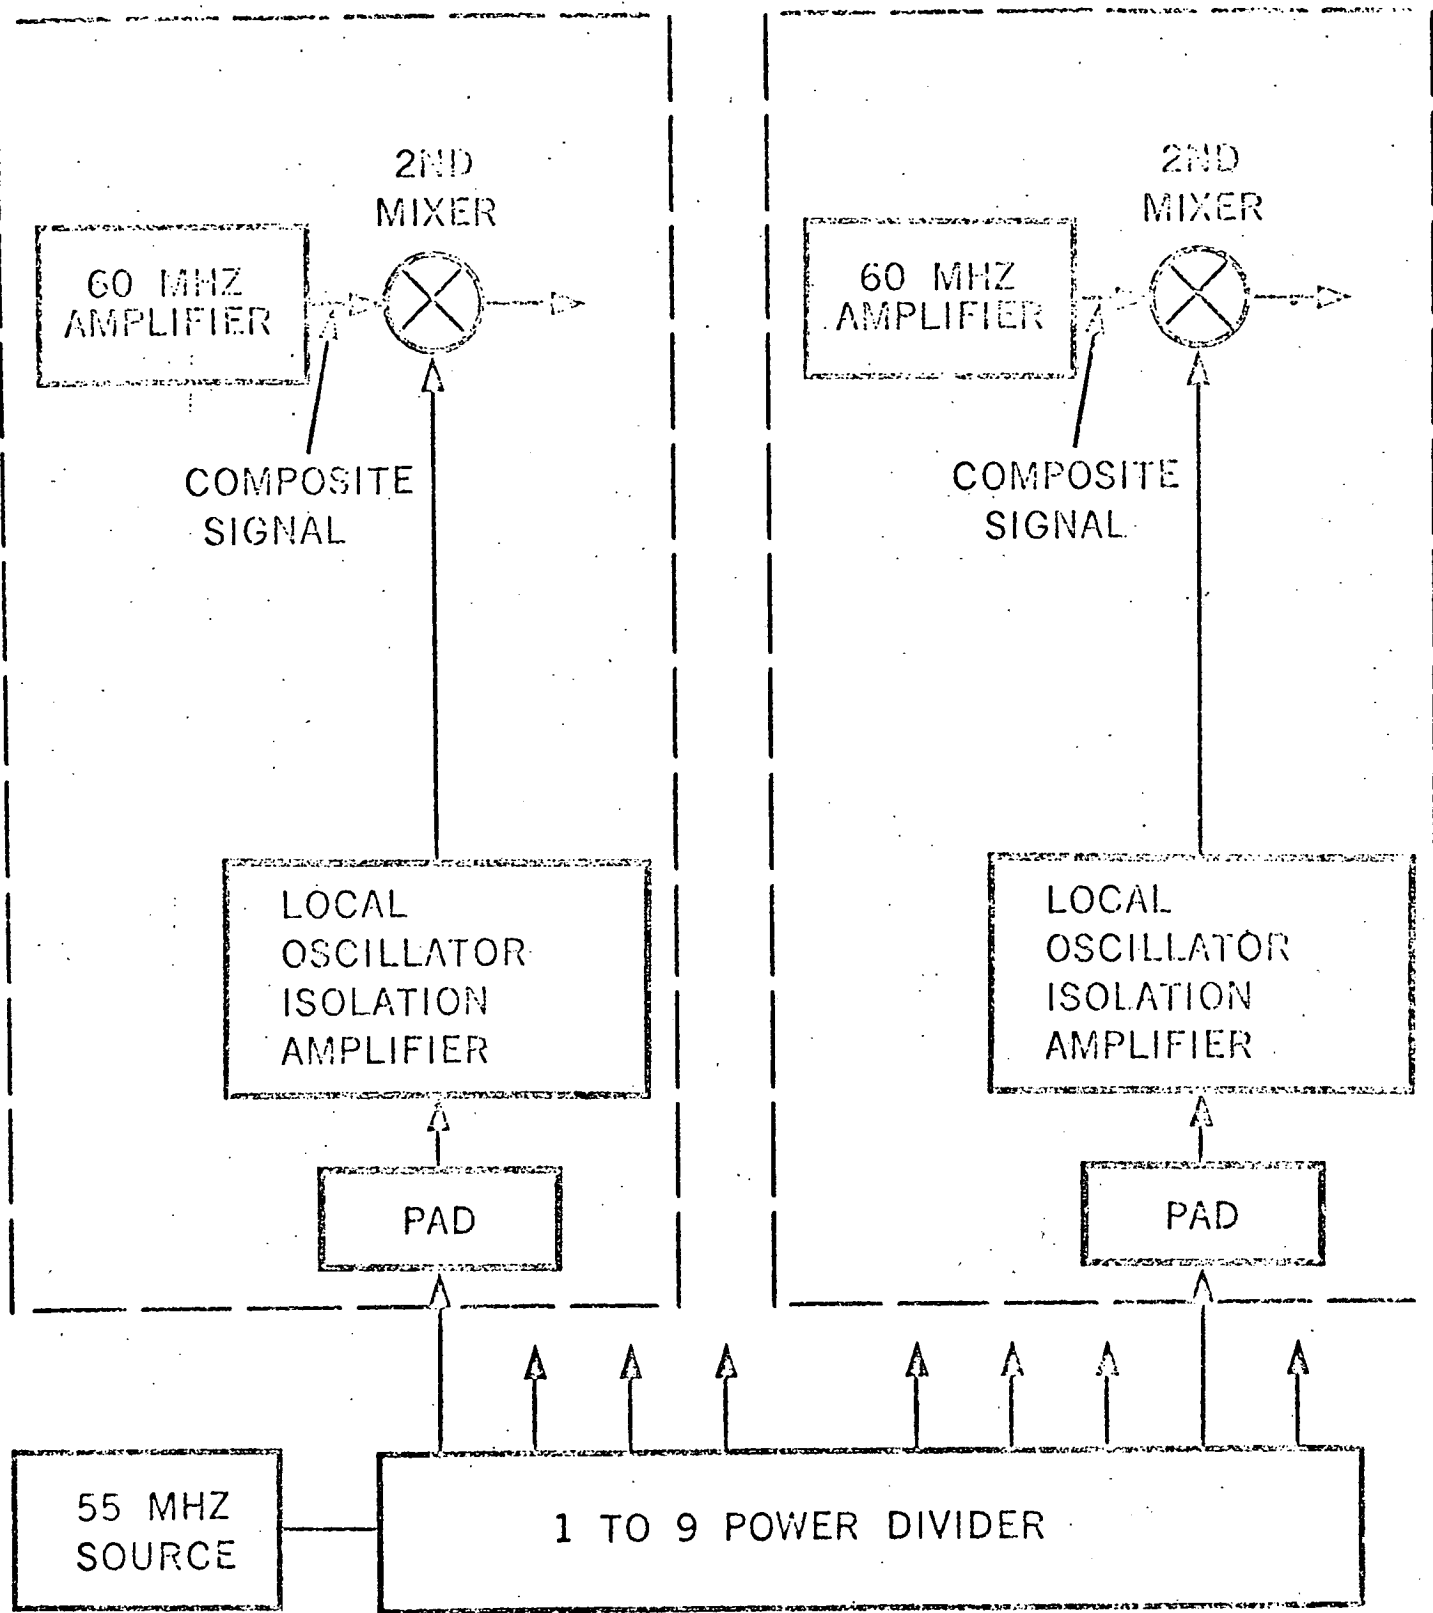 2ND
MIXER
60 MHZ
AMPLIFIER
COMPOSITE
SIGNAL
LOCAL
OSCILLATOR
ISOLATION
AMPLIFIER
PAD
2ND
MIXER
60 MHZ
AMPLIFIER
COMPOSITE
SIGNAL
LOCAL
OSCILLATOR
ISOLATION
AMPLIFIER
PAD
55 MHZ
SOURCE
1 TO 9 POWER DIVIDER